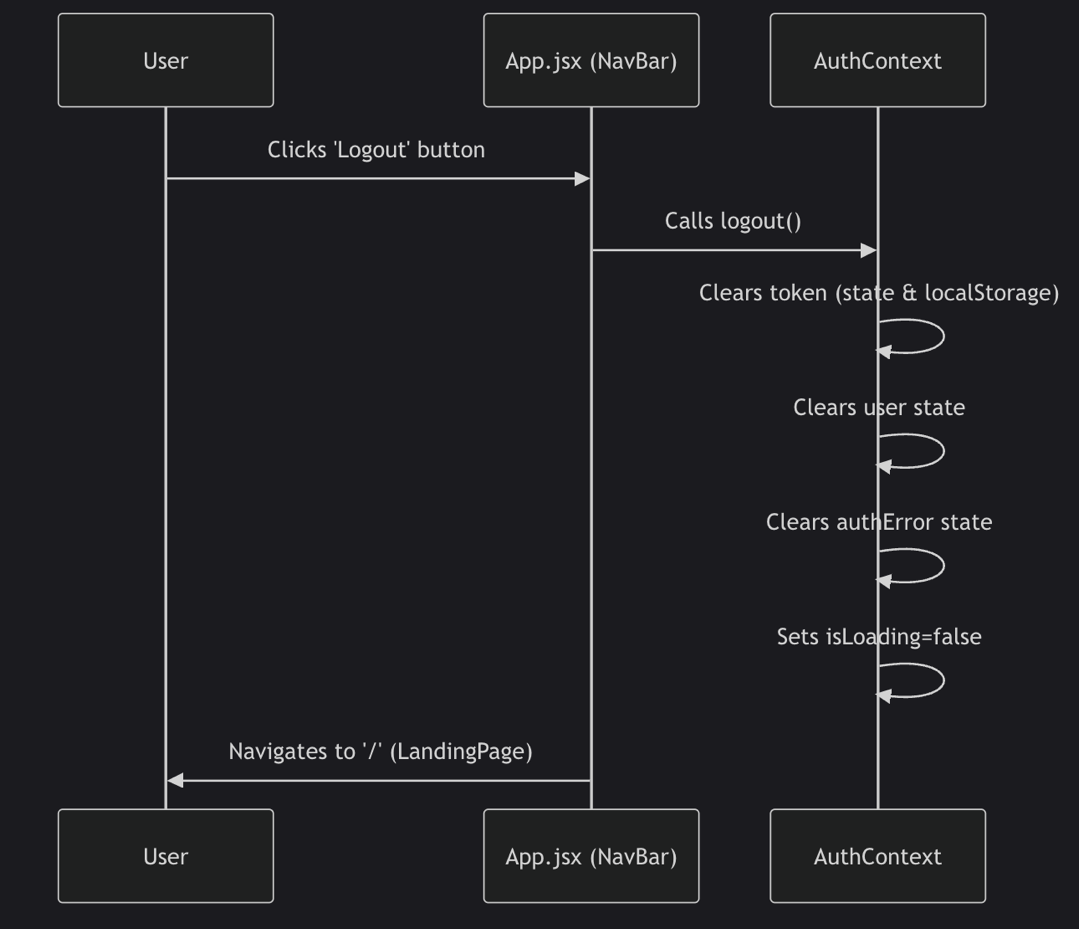 User
App.jsx (NavBar)
AuthContext
Clicks 'Logout' button
Calls logout()
Clears token (state & localStorage)
Clears user state
Clears authError state
Sets isLoading=false
Navigates to '/' (LandingPage)
User
App.jsx (NavBar)
AuthContext